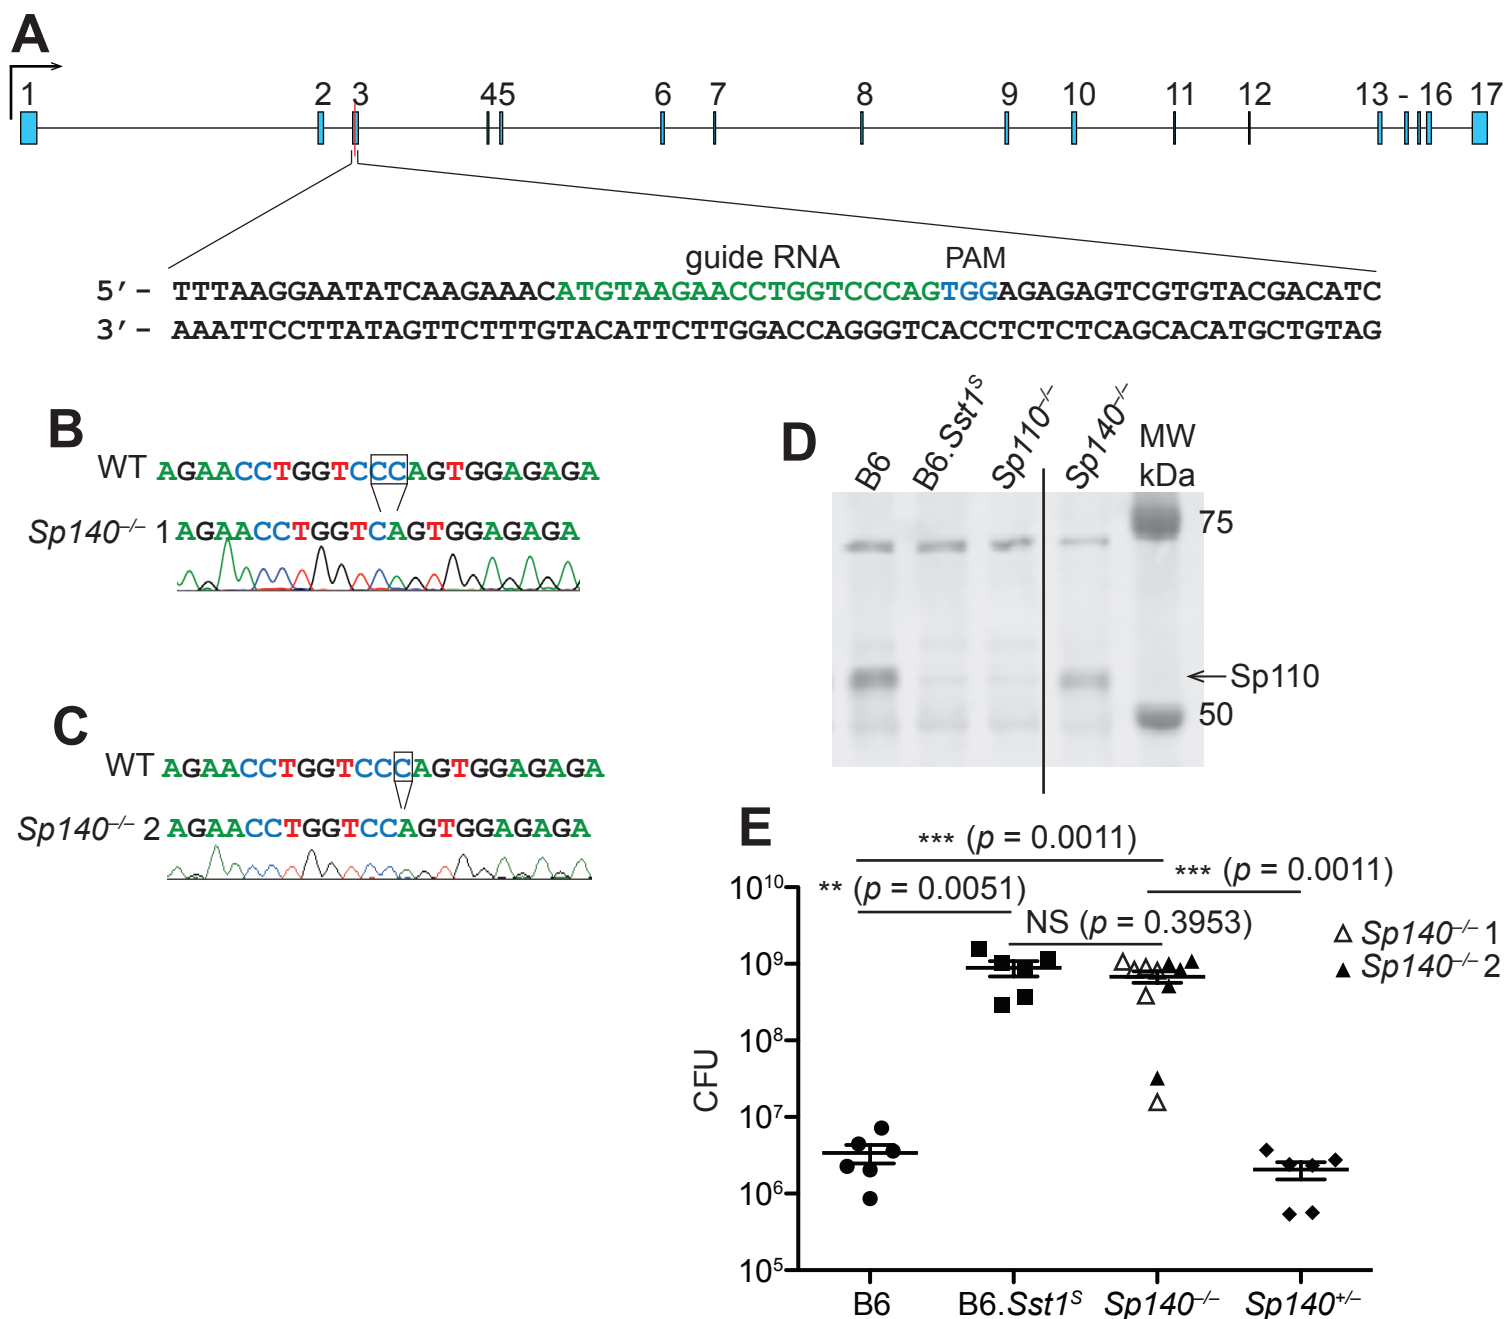 A
1 2 3 45 6 7 8 9 10 11 12 13 - 16 17
guide RNA PAM
5′– TTTAAGGAATATCAAGAAACATGTAAGAACCTGGTCCCAGTGGAGAGAGTCGTGTACGACATC
3′– AAATTCCTTATAGTTCTTTGTACATTCTTGGACCAGGGTCACCTCTCTCAGCACATGCTGTAG
B
WT AGAACCTGGTCCCAGTGGAGAGA
Sp140–/– 1 AGAACCTGGTCAGTGGAGAGA
C
WT AGAACCTGGTCCCAGTGGAGAGA
Sp140–/– 2 AGAACCTGGTCCAGTGGAGAGA
D
B6
B6.Sst1S
Sp110–/–
Sp140–/–
MW
kDa
75
Sp110
50
E
*** (p = 0.0011)
*** (p = 0.0011)
** (p = 0.0051)
NS (p = 0.3953)
Sp140–/– 1
Sp140–/– 2
CFU
10¹⁰
10⁹
10⁸
10⁷
10⁶
10⁵
B6 B6.Sst1S Sp140–/– Sp140+/–